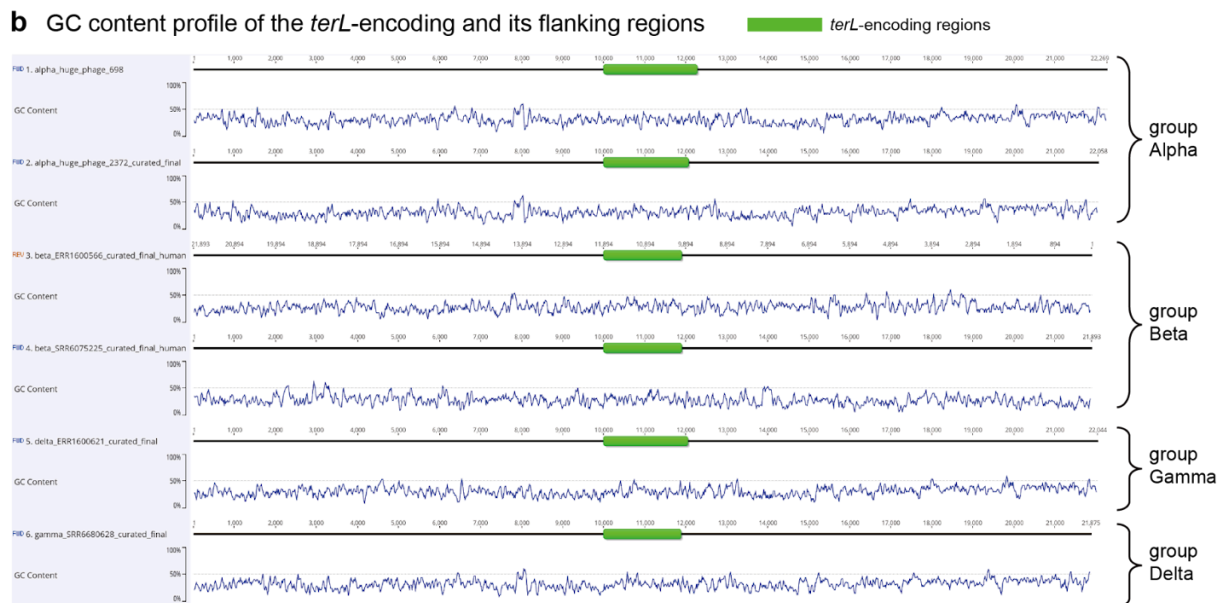 b GC content profile of the terL-encoding and its flanking regions
terL-encoding regions
1 1,000 2,000 3,000 4,000 5,000 6,000 7,000 8,000 9,000 10,000 11,000 12,000 13,000 14,000 15,000 16,000 17,000 18,000 19,000 20,000 21,000 22,269
FWD 1. alpha_huge_phage_698
100%
GC Content 50%
0%
1 1,000 2,000 3,000 4,000 5,000 6,000 7,000 8,000 9,000 10,000 11,000 12,000 13,000 14,000 15,000 16,000 17,000 18,000 19,000 20,000 21,000 22,058
FWD 2. alpha_huge_phage_2372_curated_final
100%
GC Content 50%
0%
group
Alpha
21,893 20,894 19,894 18,894 17,894 16,894 15,894 14,894 13,894 12,894 11,894 10,894 9,894 8,894 7,894 6,894 5,894 4,894 3,894 2,894 1,894 894 1
REV 3. beta_ERR1600566_curated_final_human
100%
GC Content 50%
0%
1 1,000 2,000 3,000 4,000 5,000 6,000 7,000 8,000 9,000 10,000 11,000 12,000 13,000 14,000 15,000 16,000 17,000 18,000 19,000 20,000 21,000 21,893
FWD 4. beta_SRR6075225_curated_final_human
100%
GC Content 50%
0%
group
Beta
1 1,000 2,000 3,000 4,000 5,000 6,000 7,000 8,000 9,000 10,000 11,000 12,000 13,000 14,000 15,000 16,000 17,000 18,000 19,000 20,000 21,000 22,044
FWD 5. delta_ERR1600621_curated_final
100%
GC Content 50%
0%
group
Gamma
1 1,000 2,000 3,000 4,000 5,000 6,000 7,000 8,000 9,000 10,000 11,000 12,000 13,000 14,000 15,000 16,000 17,000 18,000 19,000 20,000 21,000 21,875
FWD 6. gamma_SRR6680628_curated_final
100%
GC Content 50%
0%
group
Delta